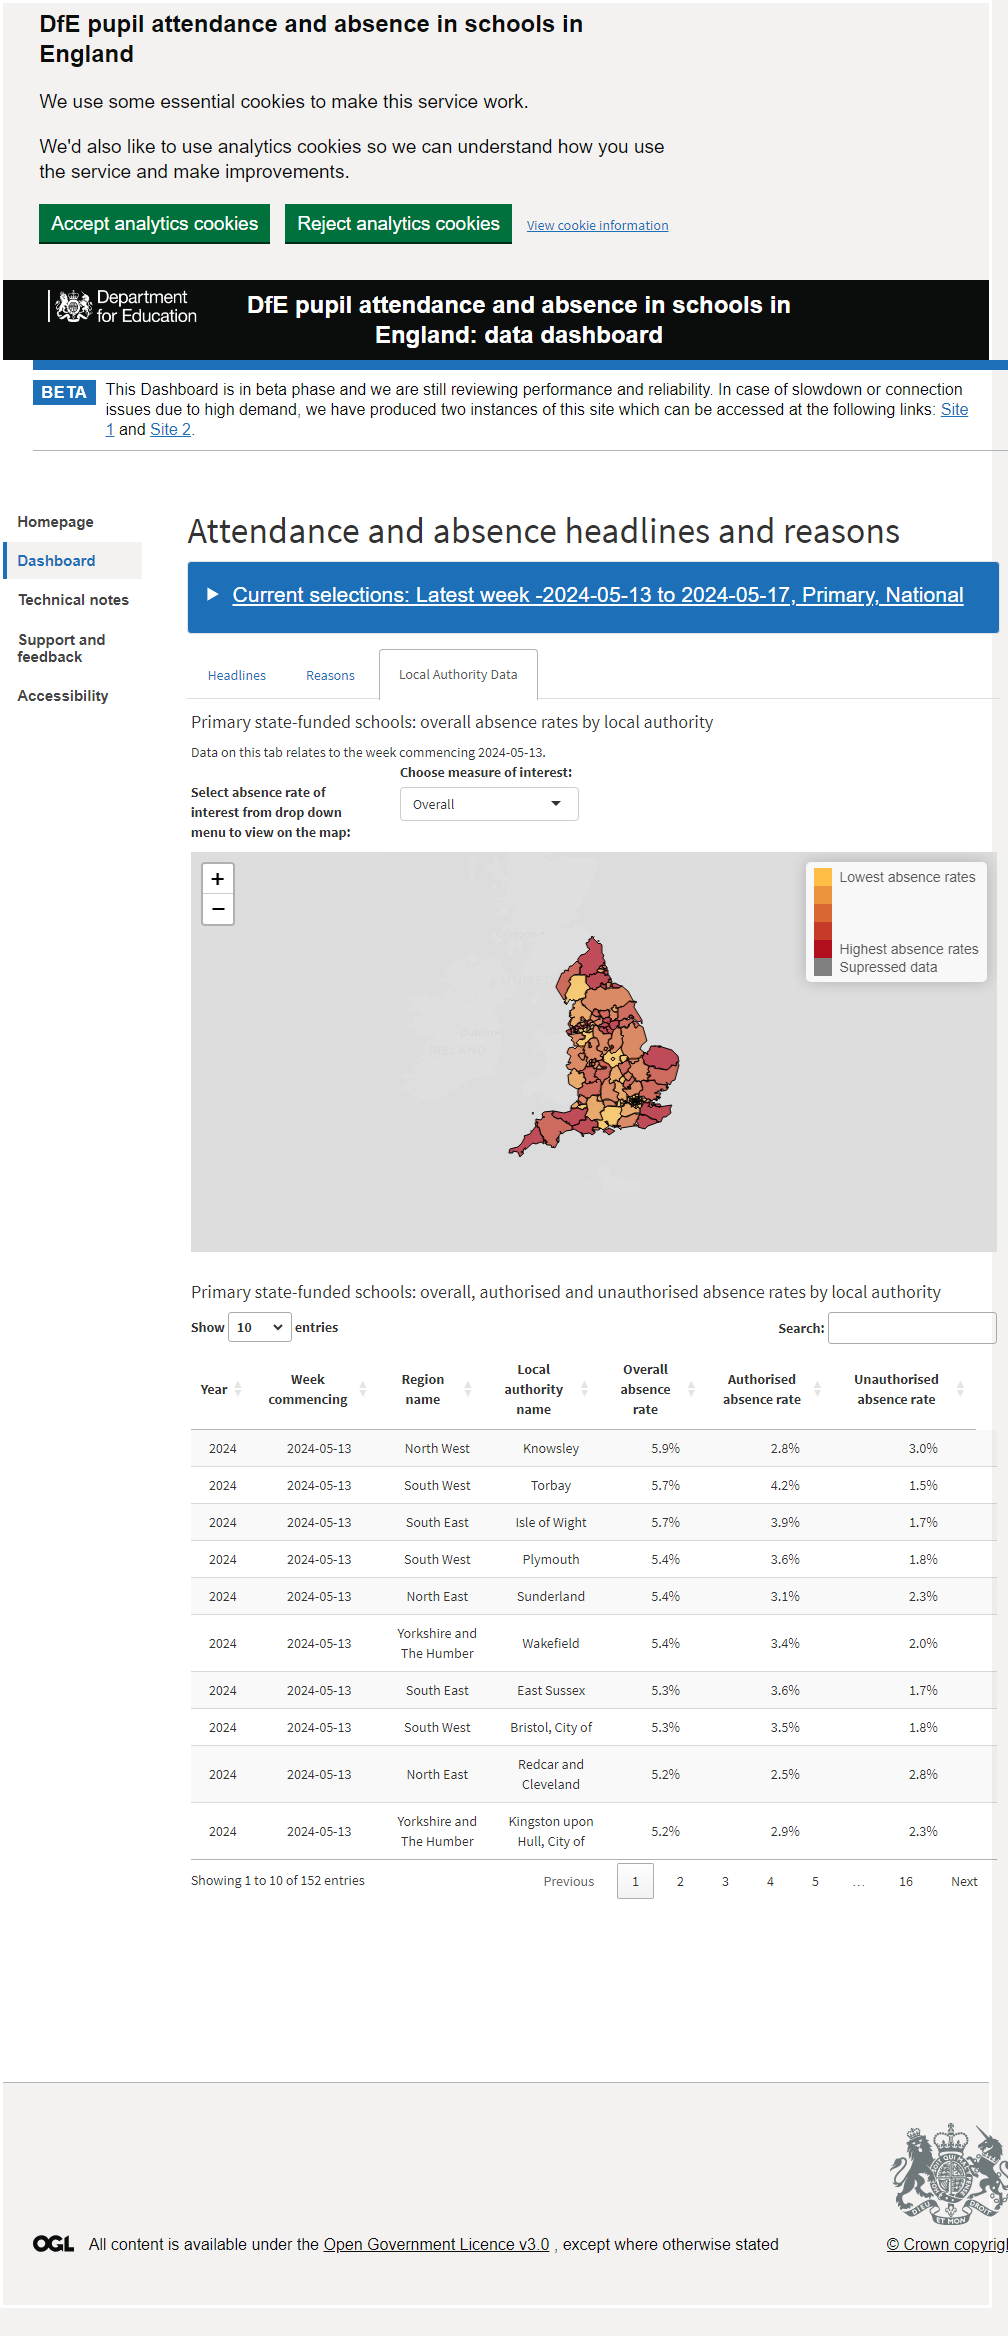 DfE pupil attendance and absence in schools in
England
We use some essential cookies to make this service work.
We'd also like to use analytics cookies so we can understand how you use
the service and make improvements.
Accept analytics cookies Reject analytics cookies View cookie information
Department
for Education
DfE pupil attendance and absence in schools in
England: data dashboard
BETA This Dashboard is in beta phase and we are still reviewing performance and reliability. In case of slowdown or connection
issues due to high demand, we have produced two instances of this site which can be accessed at the following links: Site
1 and Site 2.
Homepage
Dashboard
Technical notes
Support and
feedback
Accessibility
Attendance and absence headlines and reasons
Current selections: Latest week -2024-05-13 to 2024-05-17, Primary, National
Headlines Reasons Local Authority Data
Primary state-funded schools: overall absence rates by local authority
Data on this tab relates to the week commencing 2024-05-13.
Select absence rate of
interest from drop down
menu to view on the map:
Choose measure of interest:
Overall
+
−
Lowest absence rates
Highest absence rates
Supressed data
IRELAND
Primary state-funded schools: overall, authorised and unauthorised absence rates by local authority
Show 10 entries Search:
Year Week commencing Region name Local authority name Overall absence rate Authorised absence rate Unauthorised absence rate
2024 2024-05-13 North West Knowsley 5.9% 2.8% 3.0%
2024 2024-05-13 South West Torbay 5.7% 4.2% 1.5%
2024 2024-05-13 South East Isle of Wight 5.7% 3.9% 1.7%
2024 2024-05-13 South West Plymouth 5.4% 3.6% 1.8%
2024 2024-05-13 North East Sunderland 5.4% 3.1% 2.3%
2024 2024-05-13 Yorkshire and The Humber Wakefield 5.4% 3.4% 2.0%
2024 2024-05-13 South East East Sussex 5.3% 3.6% 1.7%
2024 2024-05-13 South West Bristol, City of 5.3% 3.5% 1.8%
2024 2024-05-13 North East Redcar and Cleveland 5.2% 2.5% 2.8%
2024 2024-05-13 Yorkshire and The Humber Kingston upon Hull, City of 5.2% 2.9% 2.3%
Showing 1 to 10 of 152 entries Previous 1 2 3 4 5 … 16 Next
OGL All content is available under the Open Government Licence v3.0 , except where otherwise stated
© Crown copyrigh